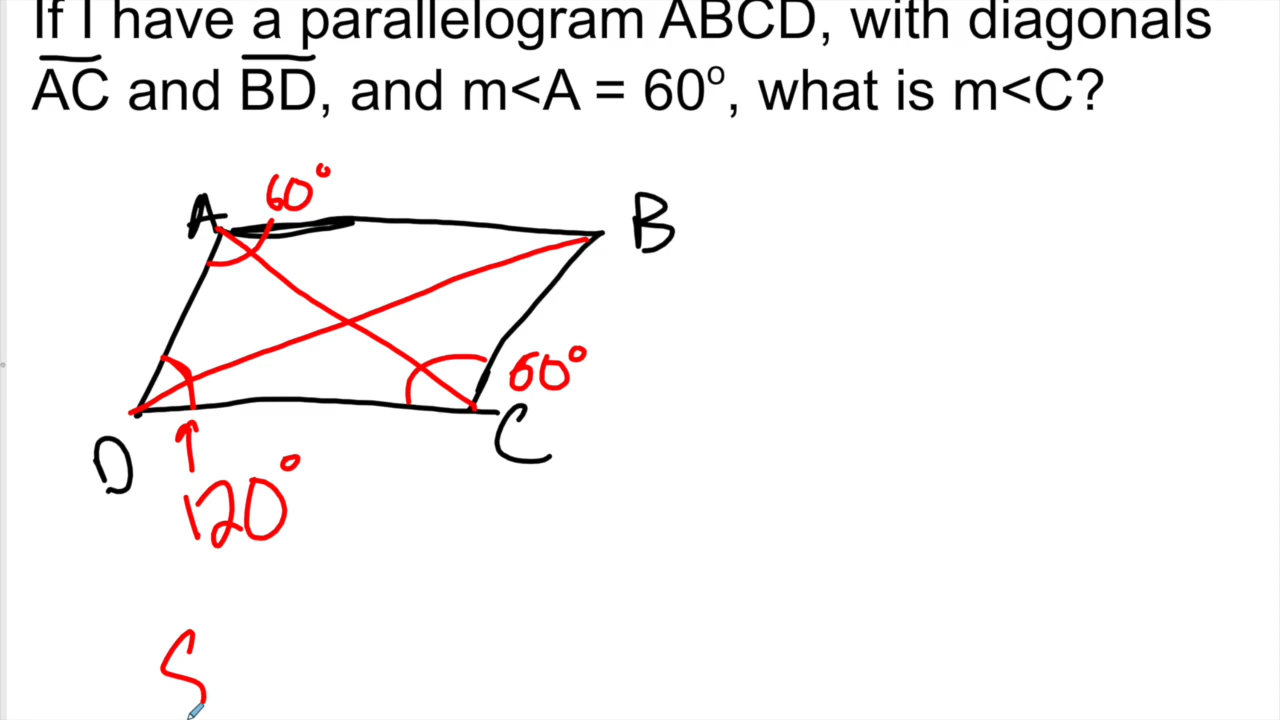 If I have a parallelogram ABCD, with diagonals
AC and BD, and m<A = 60°, what is m<C?
60°
A
B
60°
D
C
120°
S